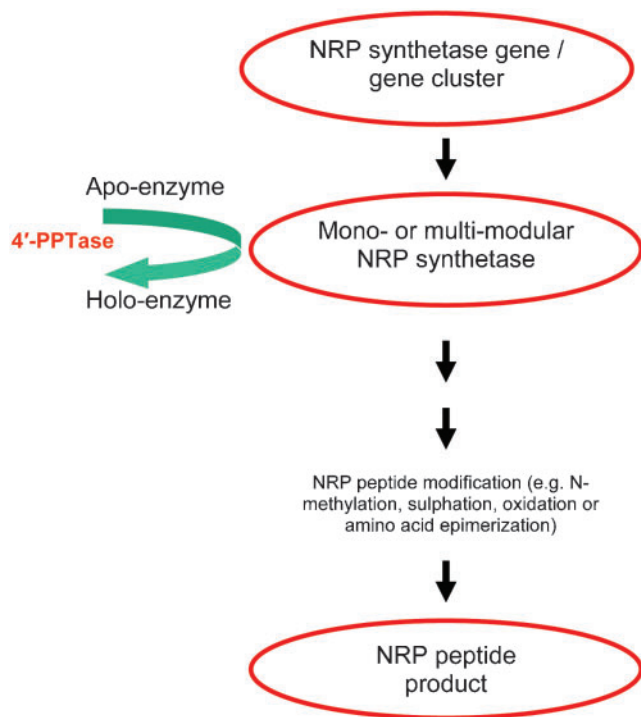 NRP synthetase gene /
gene cluster
Apo-enzyme
4′-PPTase
Holo-enzyme
Mono- or multi-modular
NRP synthetase
NRP peptide modification (e.g. N-
methylation, sulphation, oxidation or
amino acid epimerization)
NRP peptide
product